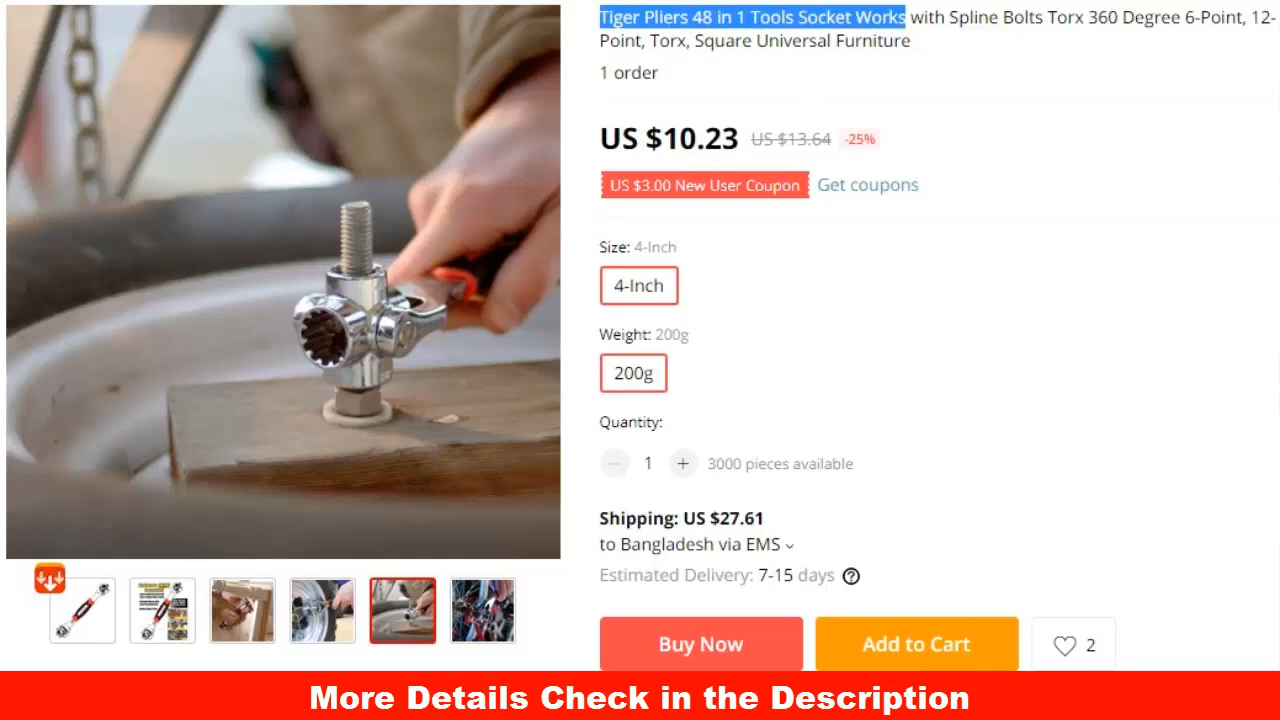 Tiger Pliers 48 in 1 Tools Socket Works with Spline Bolts Torx 360 Degree 6-Point, 12-
Point, Torx, Square Universal Furniture
1 order
US $10.23 US $13.64 -25%
US $3.00 New User Coupon Get coupons
Size: 4-Inch
4-Inch
Weight: 200g
200g
Quantity:
− 1 + 3000 pieces available
Shipping: US $27.61
to Bangladesh via EMS
Estimated Delivery: 7-15 days ?
Buy Now Add to Cart 2
More Details Check in the Description